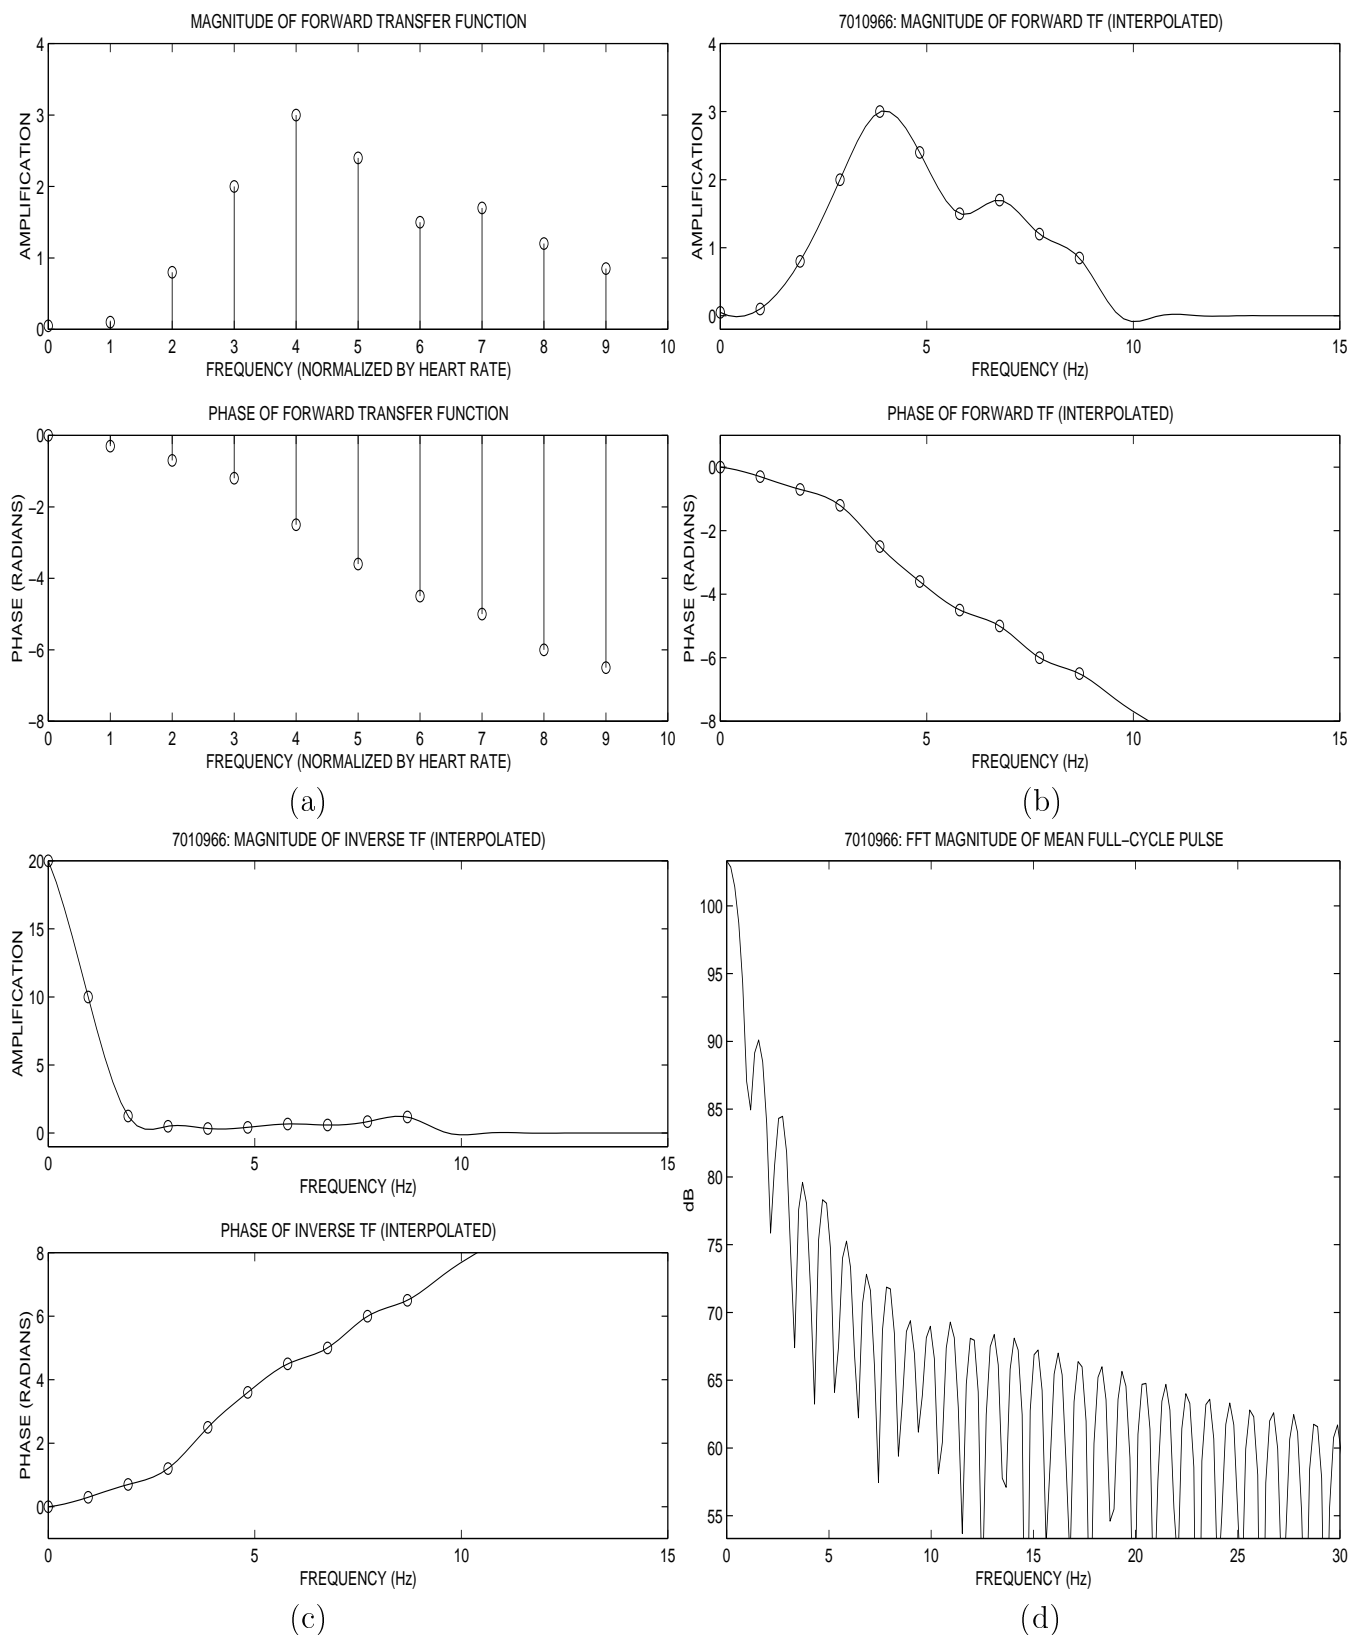 MAGNITUDE OF FORWARD TRANSFER FUNCTION
4
3
2
1
0
AMPLIFICATION
0 1 2 3 4 5 6 7 8 9 10
FREQUENCY (NORMALIZED BY HEART RATE)
PHASE OF FORWARD TRANSFER FUNCTION
0
−2
−4
−6
−8
PHASE (RADIANS)
0 1 2 3 4 5 6 7 8 9 10
FREQUENCY (NORMALIZED BY HEART RATE)
(a)
7010966: MAGNITUDE OF FORWARD TF (INTERPOLATED)
4
3
2
1
0
AMPLIFICATION
0 5 10 15
FREQUENCY (Hz)
PHASE OF FORWARD TF (INTERPOLATED)
0
−2
−4
−6
−8
PHASE (RADIANS)
0 5 10 15
FREQUENCY (Hz)
(b)
7010966: MAGNITUDE OF INVERSE TF (INTERPOLATED)
20
15
10
5
0
AMPLIFICATION
0 5 10 15
FREQUENCY (Hz)
PHASE OF INVERSE TF (INTERPOLATED)
8
6
4
2
0
PHASE (RADIANS)
0 5 10 15
FREQUENCY (Hz)
(c)
7010966: FFT MAGNITUDE OF MEAN FULL−CYCLE PULSE
100
95
90
85
80
75
70
65
60
55
dB
0 5 10 15 20 25 30
FREQUENCY (Hz)
(d)